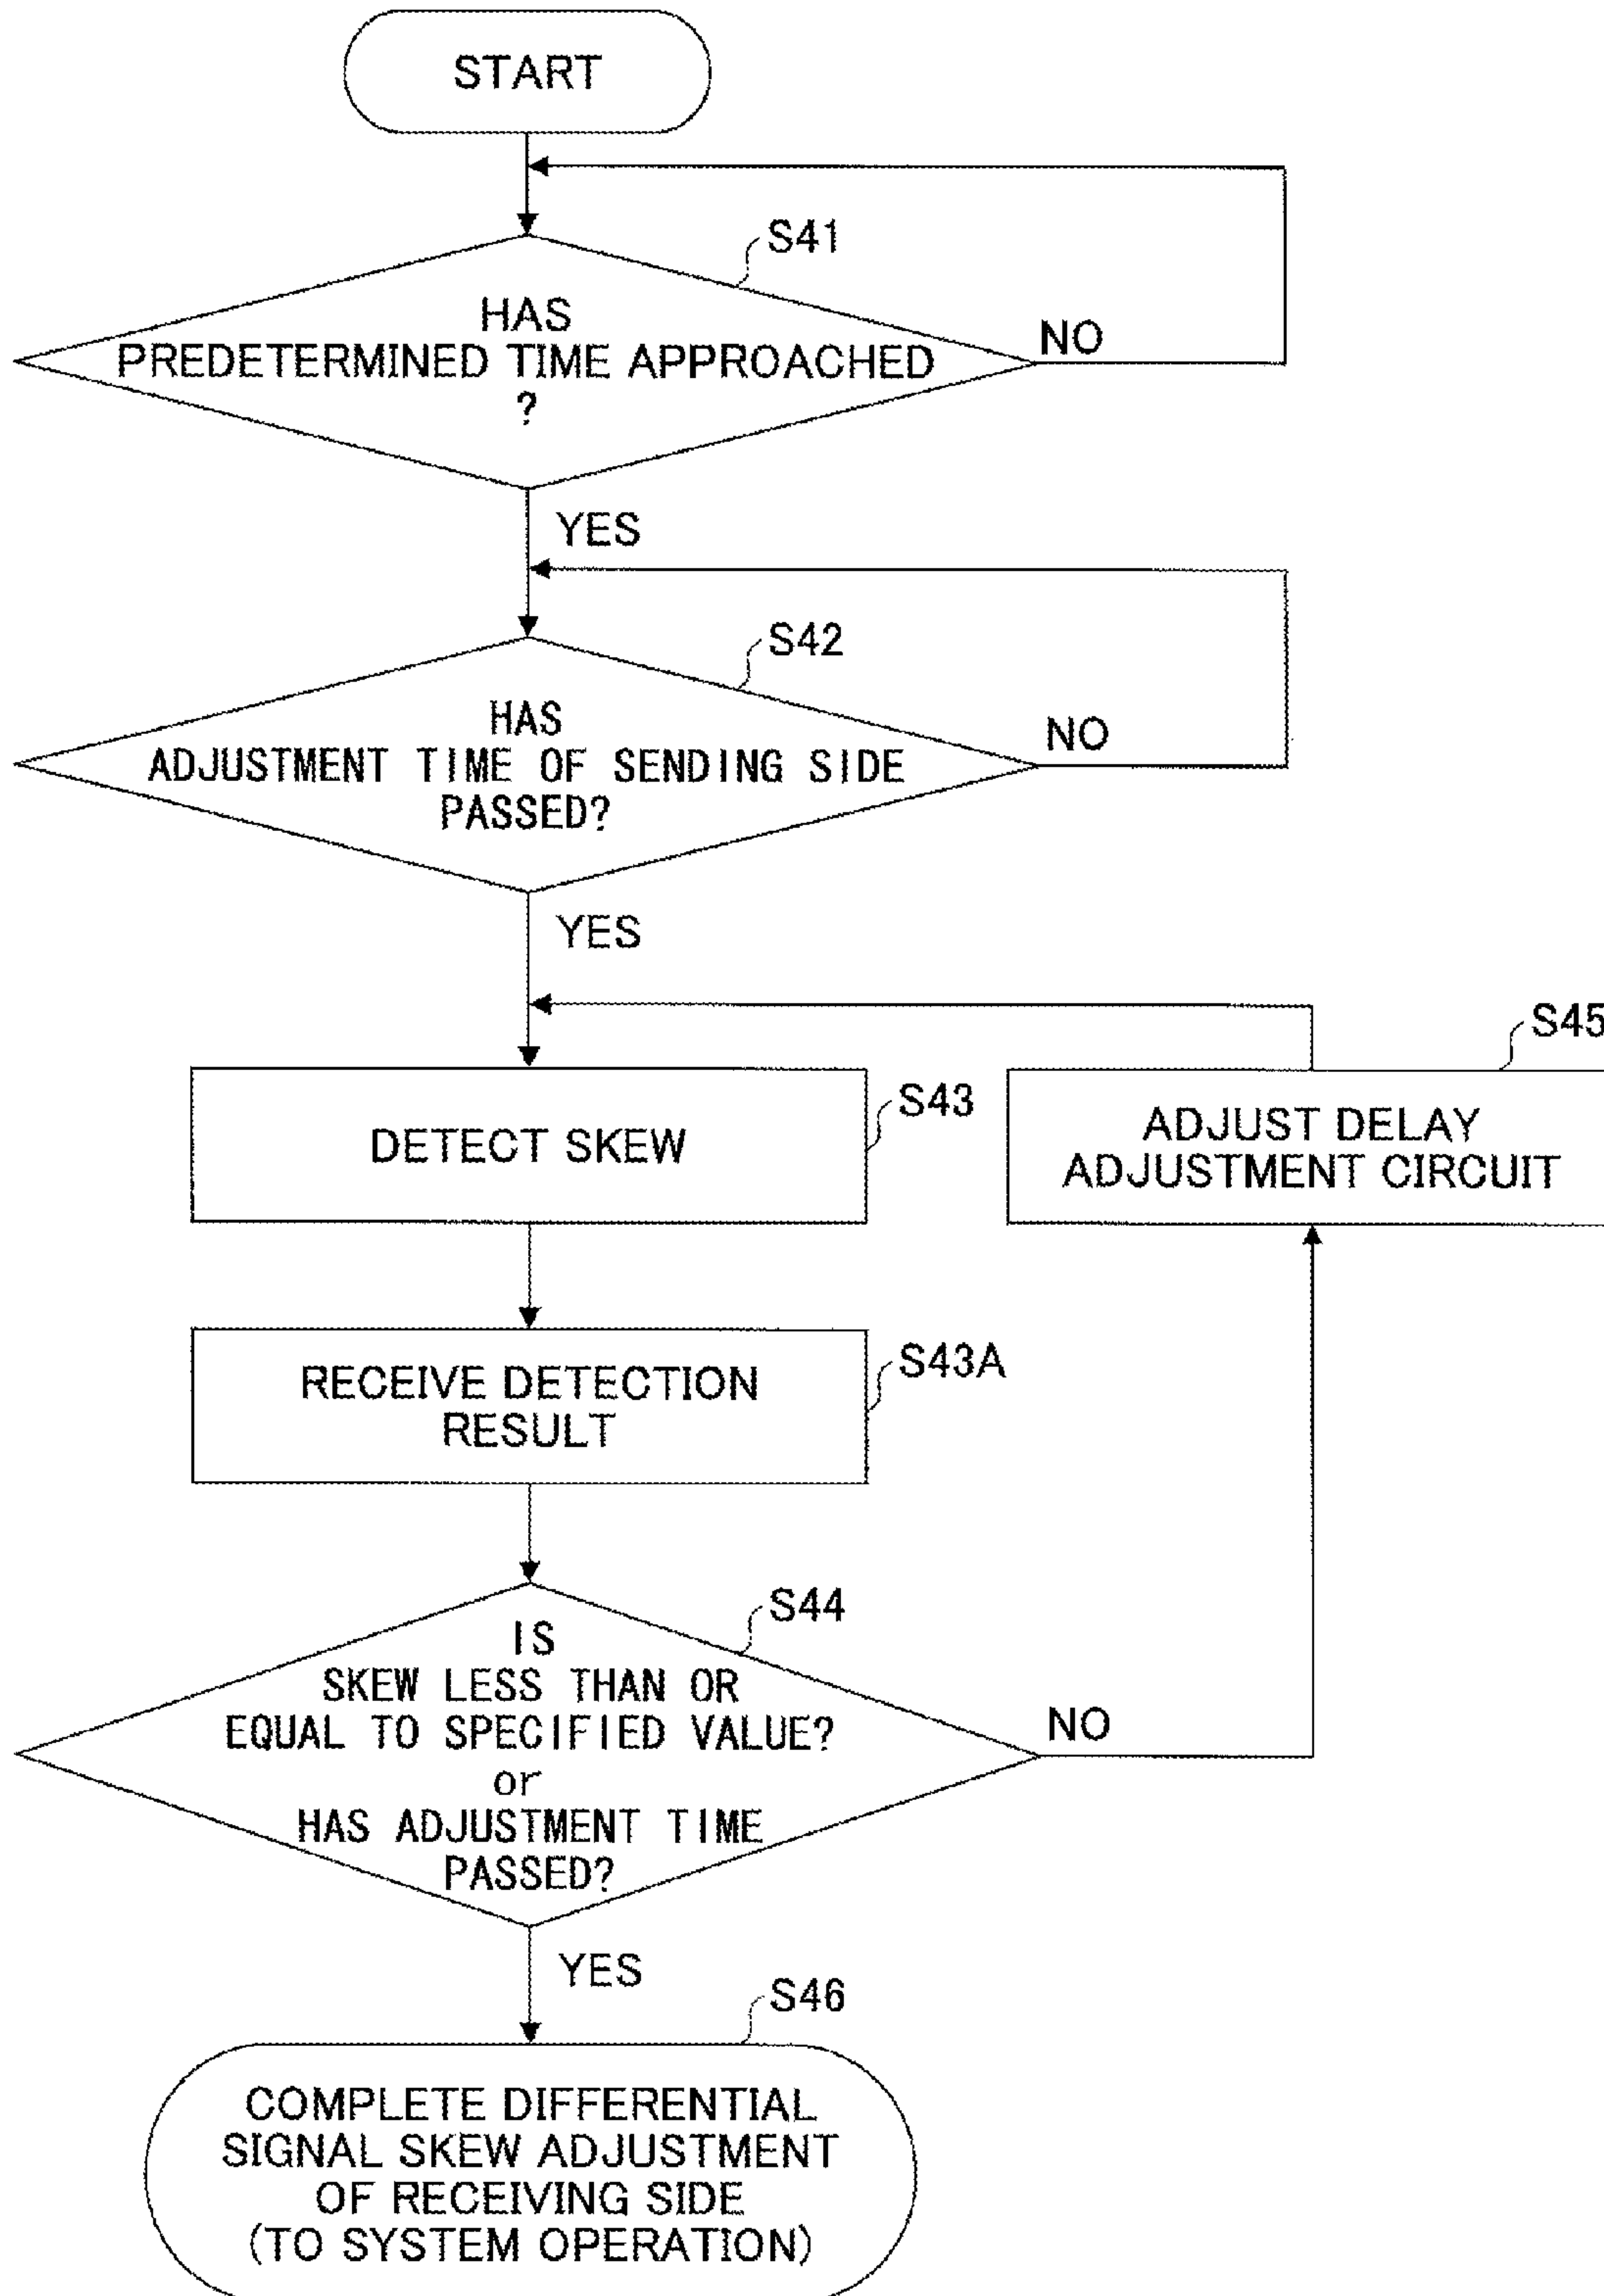 START
S41
HAS
PREDETERMINED TIME APPROACHED
?
NO
YES
S42
HAS
ADJUSTMENT TIME OF SENDING SIDE
PASSED?
NO
YES
S43
DETECT SKEW
S45
ADJUST DELAY
ADJUSTMENT CIRCUIT
S43A
RECEIVE DETECTION
RESULT
S44
IS
SKEW LESS THAN OR
EQUAL TO SPECIFIED VALUE?
or
HAS ADJUSTMENT TIME
PASSED?
NO
YES
S46
COMPLETE DIFFERENTIAL
SIGNAL SKEW ADJUSTMENT
OF RECEIVING SIDE
(TO SYSTEM OPERATION)